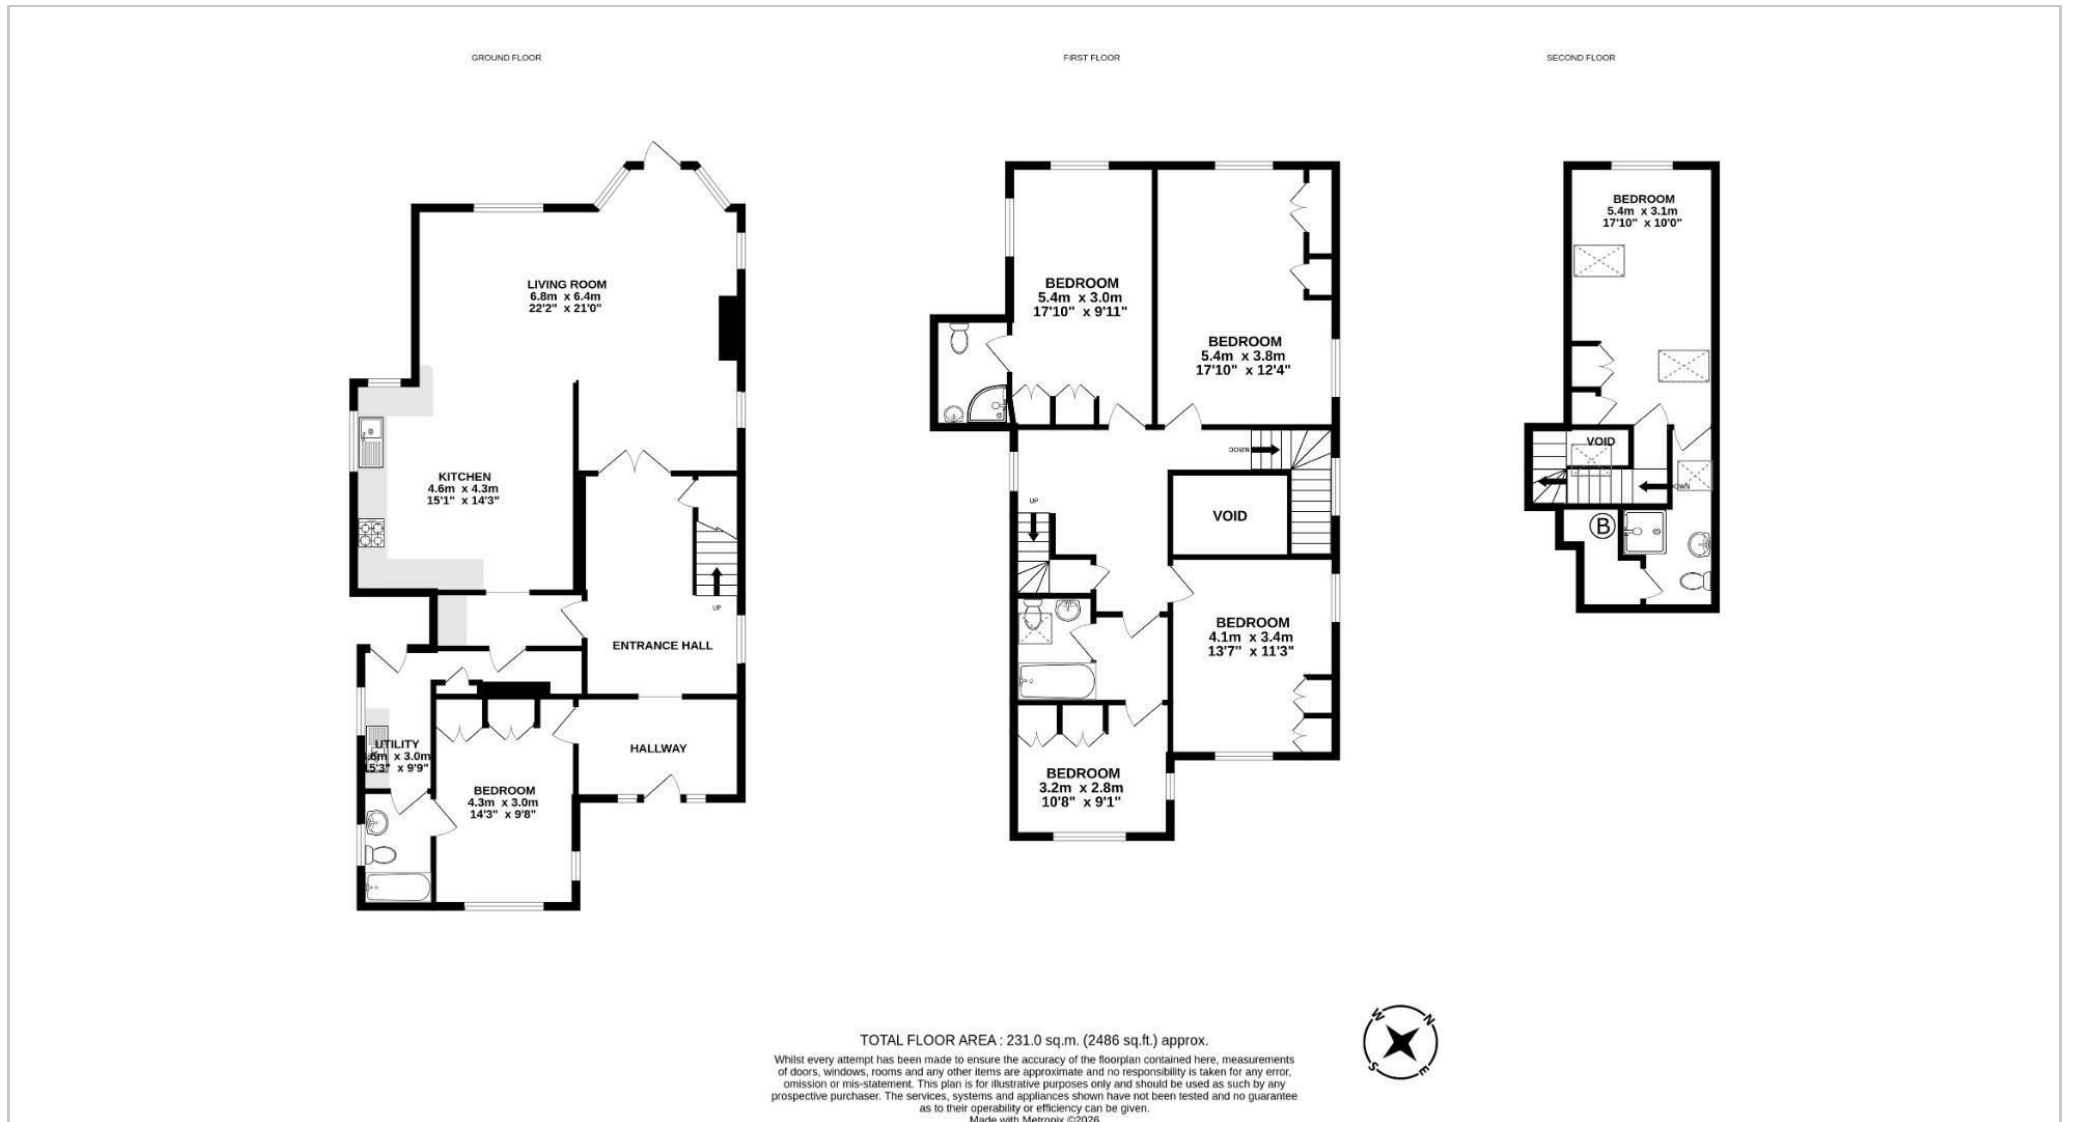 GROUND FLOOR
LIVING ROOM
6.8m x 6.4m
22'2" x 21'0"
KITCHEN
4.6m x 4.3m
15'1" x 14'3"
UP
ENTRANCE HALL
HALLWAY
UTILITY
x 3.0m
x 9'9"
BEDROOM
4.3m x 3.0m
14'3" x 9'8"
FIRST FLOOR
BEDROOM
5.4m x 3.0m
17'10" x 9'11"
BEDROOM
5.4m x 3.8m
17'10" x 12'4"
DOWN
UP
VOID
BEDROOM
4.1m x 3.4m
13'7" x 11'3"
BEDROOM
3.2m x 2.8m
10'8" x 9'1"
SECOND FLOOR
BEDROOM
5.4m x 3.1m
17'10" x 10'0"
VOID
DOWN
B
W N
S E
TOTAL FLOOR AREA : 231.0 sq.m. (2486 sq.ft.) approx.
Whilst every attempt has been made to ensure the accuracy of the floorplan contained here, measurements
of doors, windows, rooms and any other items are approximate and no responsibility is taken for any error,
omission or mis-statement. This plan is for illustrative purposes only and should be used as such by any
prospective purchaser. The services, systems and appliances shown have not been tested and no guarantee
as to their operability or efficiency can be given.
Made with Metropix ©2026